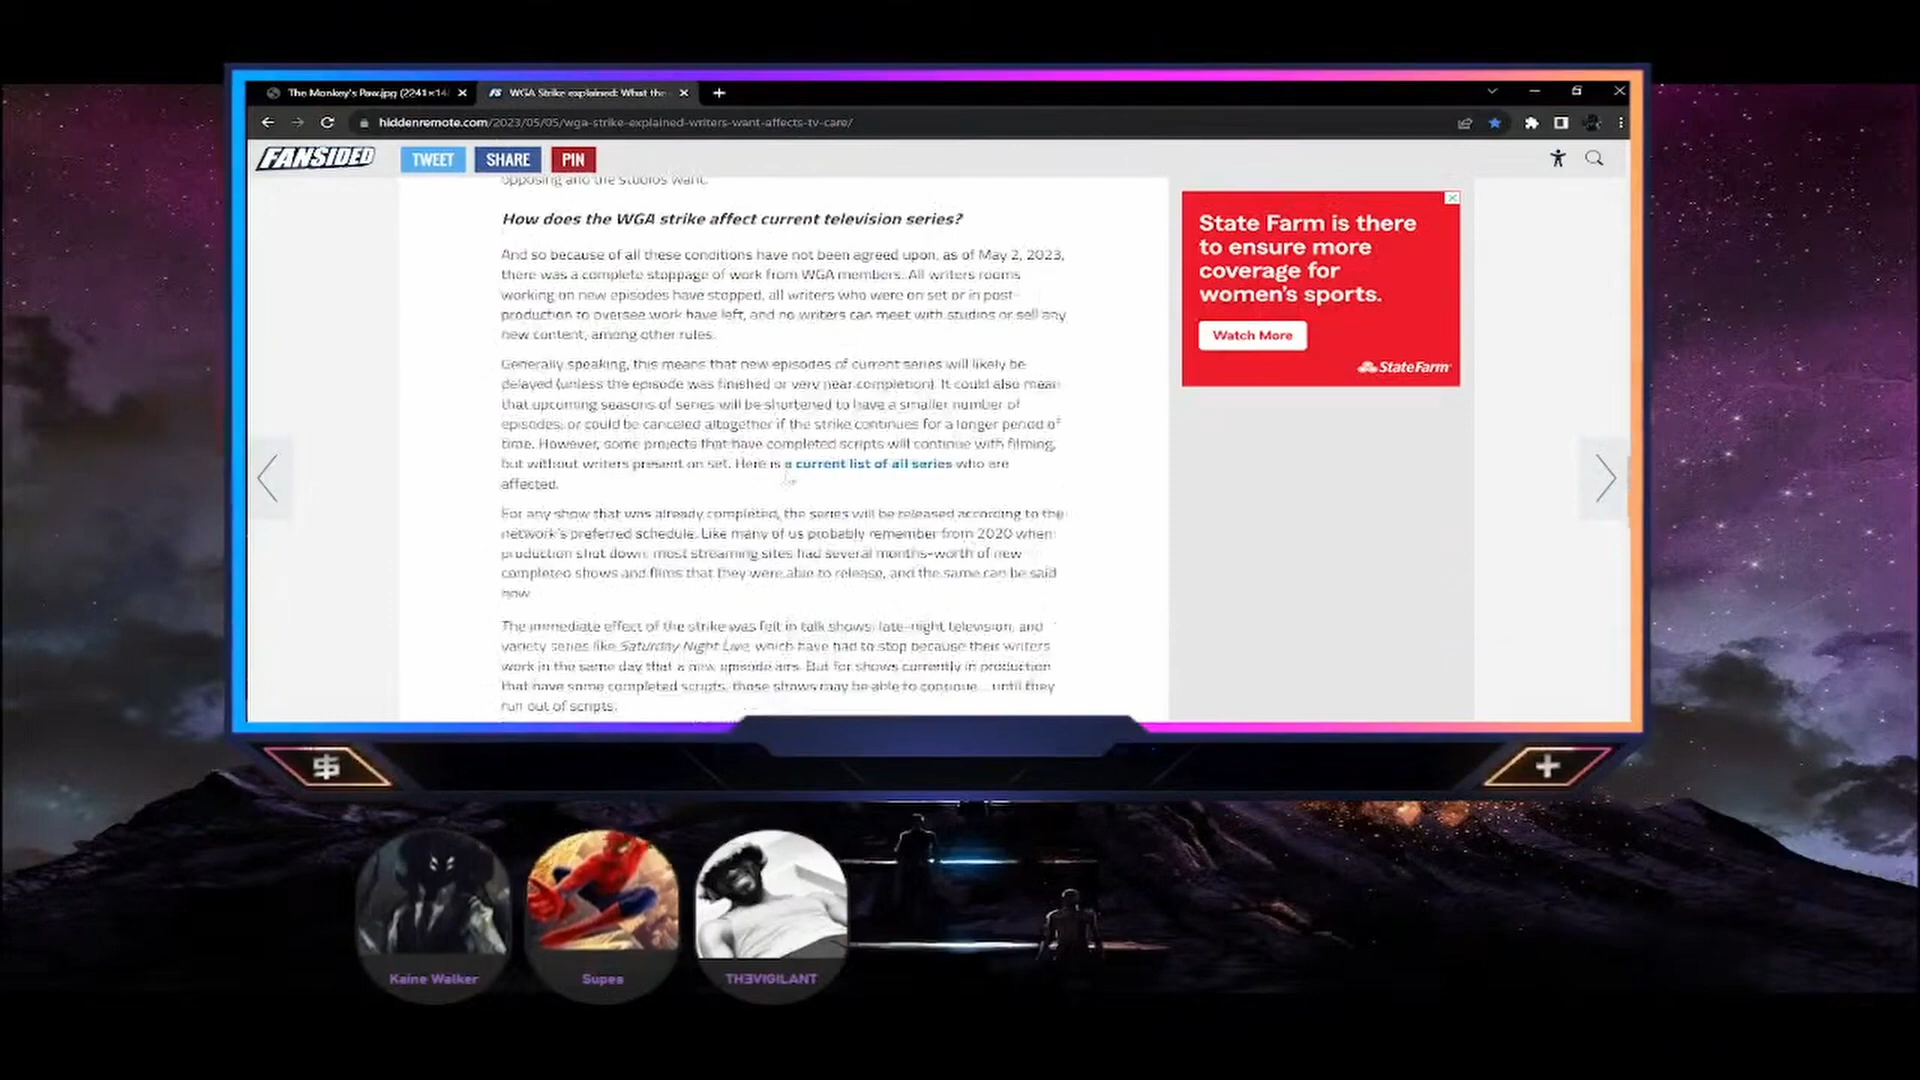 The Monkey's Paw.jpg (2241×14
WGA Strike explained: What the
hiddenremote.com/2023/05/05/wga-strike-explained-writers-want-affects-tv-care/
FANSIDED
TWEET
SHARE
PIN
opposing and the studios want.
How does the WGA strike affect current television series?
And so because of all these conditions have not been agreed upon, as of May 2, 2023,
there was a complete stoppage of work from WGA members. All writers rooms
working on new episodes have stopped, all writers who were on set or in post-
production to oversee work have left, and no writers can meet with studios or sell any
new content, among other rules.
Generally speaking, this means that new episodes of current series will likely be
delayed (unless the episode was finished or very near completion). It could also mean
that upcoming seasons of series will be shortened to have a smaller number of
episodes, or could be canceled altogether if the strike continues for a longer period of
time. However, some projects that have completed scripts will continue with filming,
but without writers present on set. Here is a current list of all series who are
affected.
For any show that was already completed, the series will be released according to the
network's preferred schedule. Like many of us probably remember from 2020 when
production shut down, most streaming sites had several months-worth of new
completed shows and films that they were able to release, and the same can be said
now.
The immediate effect of the strike was felt in talk shows, late-night television, and
variety series like Saturday Night Live, which have had to stop because their writers
work in the same day that a new episode airs. But for shows currently in production
that have some completed scripts, those shows may be able to continue... until they
run out of scripts.
State Farm is there
to ensure more
coverage for
women's sports.
Watch More
StateFarm
Kaine Walker
Supes
TH3VIGILANT